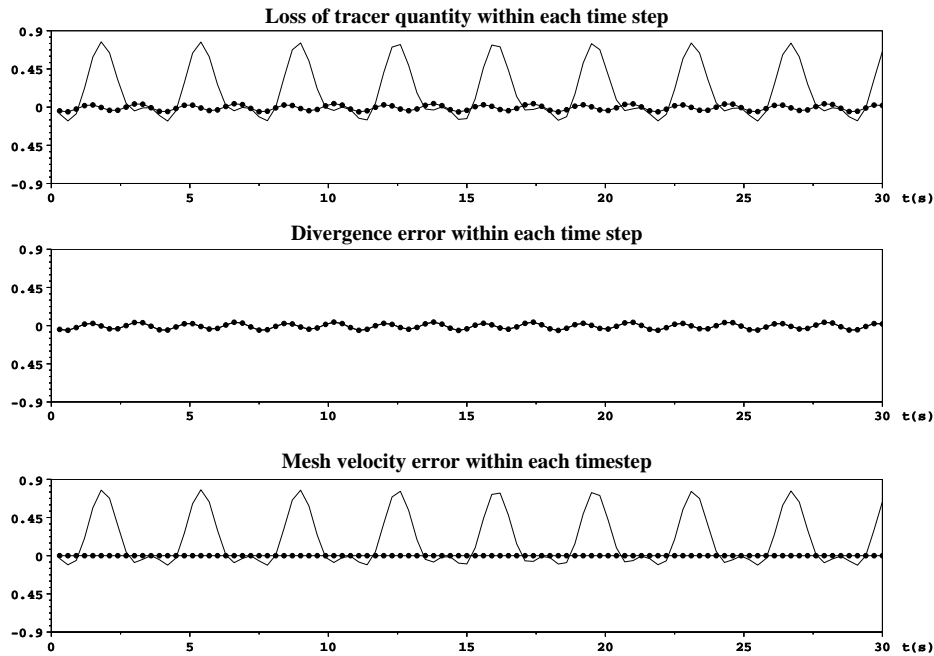 Loss of tracer quantity within each time step
0.9
0.45
0
0.45
-0.9
5 10 15 20 25 30 t(s)
Divergence error within each time step
0.9
0.45
0
0.45
-0.9
0 5 10 15 20 25 30 t(s)
Mesh velocity error within each timestep
0.9
0.45
0
0.45
-0.9
0 5 10 15 20 25 30 t(s)